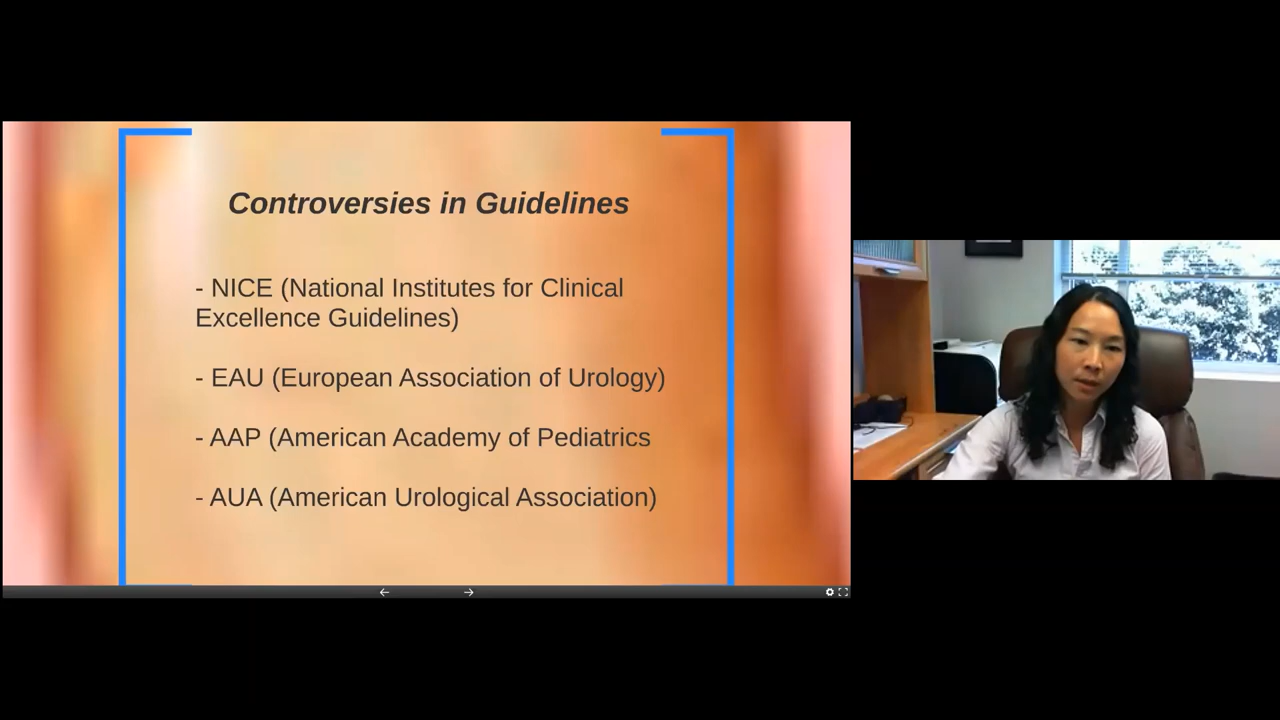 Controversies in Guidelines
- NICE (National Institutes for Clinical
Excellence Guidelines)
- EAU (European Association of Urology)
- AAP (American Academy of Pediatrics
- AUA (American Urological Association)